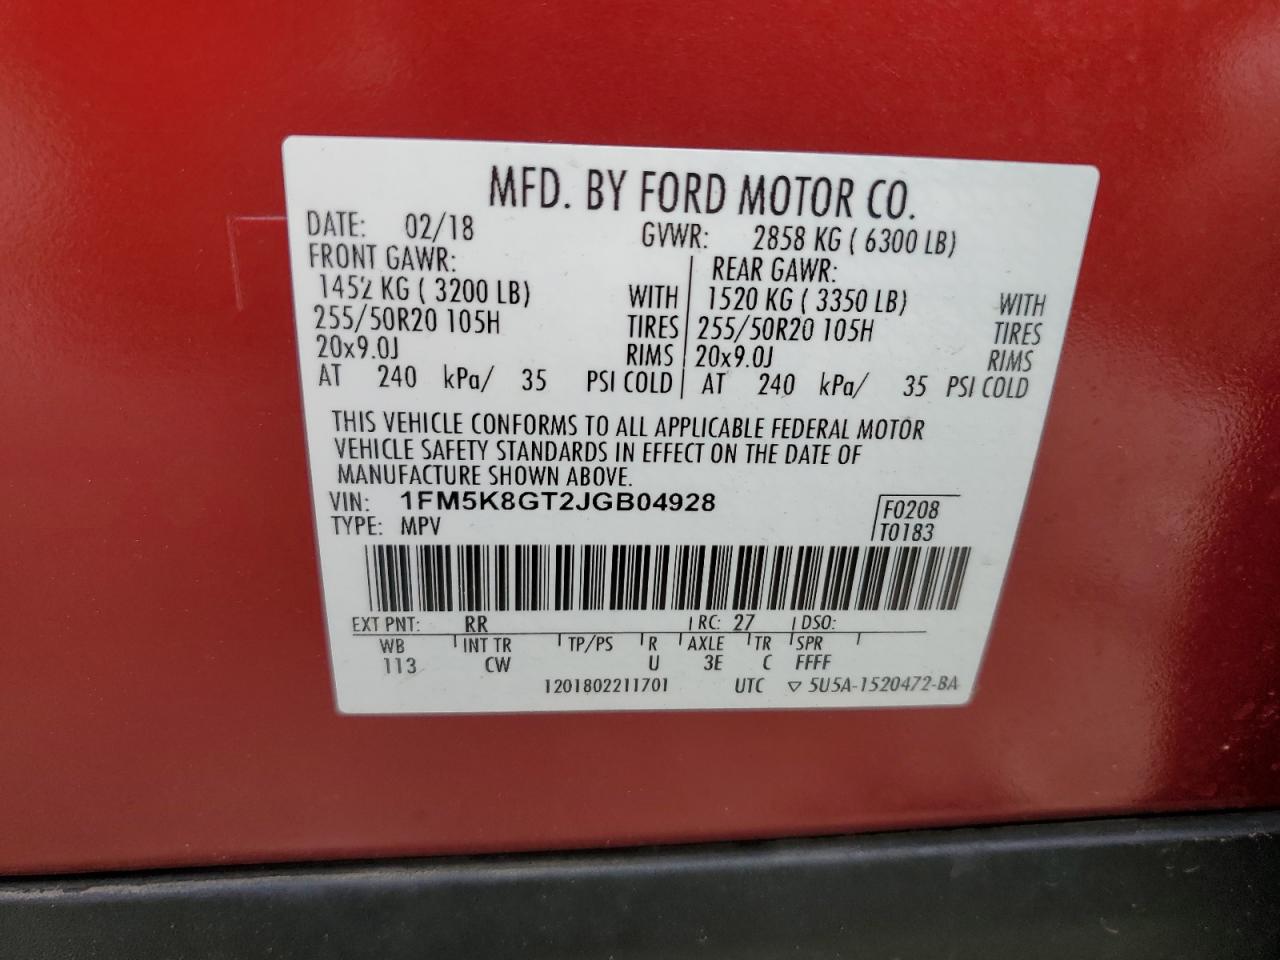 MFD. BY FORD MOTOR CO.
DATE: 02/18 GVWR: 2858 KG ( 6300 LB)
FRONT GAWR: REAR GAWR:
1452 KG ( 3200 LB) WITH 1520 KG ( 3350 LB) WITH
255/50R20 105H TIRES 255/50R20 105H TIRES
20x9.0J RIMS 20x9.0J RIMS
AT 240 kPa/ 35 PSI COLD AT 240 kPa/ 35 PSI COLD
THIS VEHICLE CONFORMS TO ALL APPLICABLE FEDERAL MOTOR
VEHICLE SAFETY STANDARDS IN EFFECT ON THE DATE OF
MANUFACTURE SHOWN ABOVE.
VIN: 1FM5K8GT2JGB04928 F0208
TYPE: MPV T0183
EXT PNT: RR RC: 27 DSO:
WB INT TR TP/PS R AXLE TR SPR
113 CW U 3E C FFFF
1201802211701 UTC ▽ 5U5A-1520472-BA